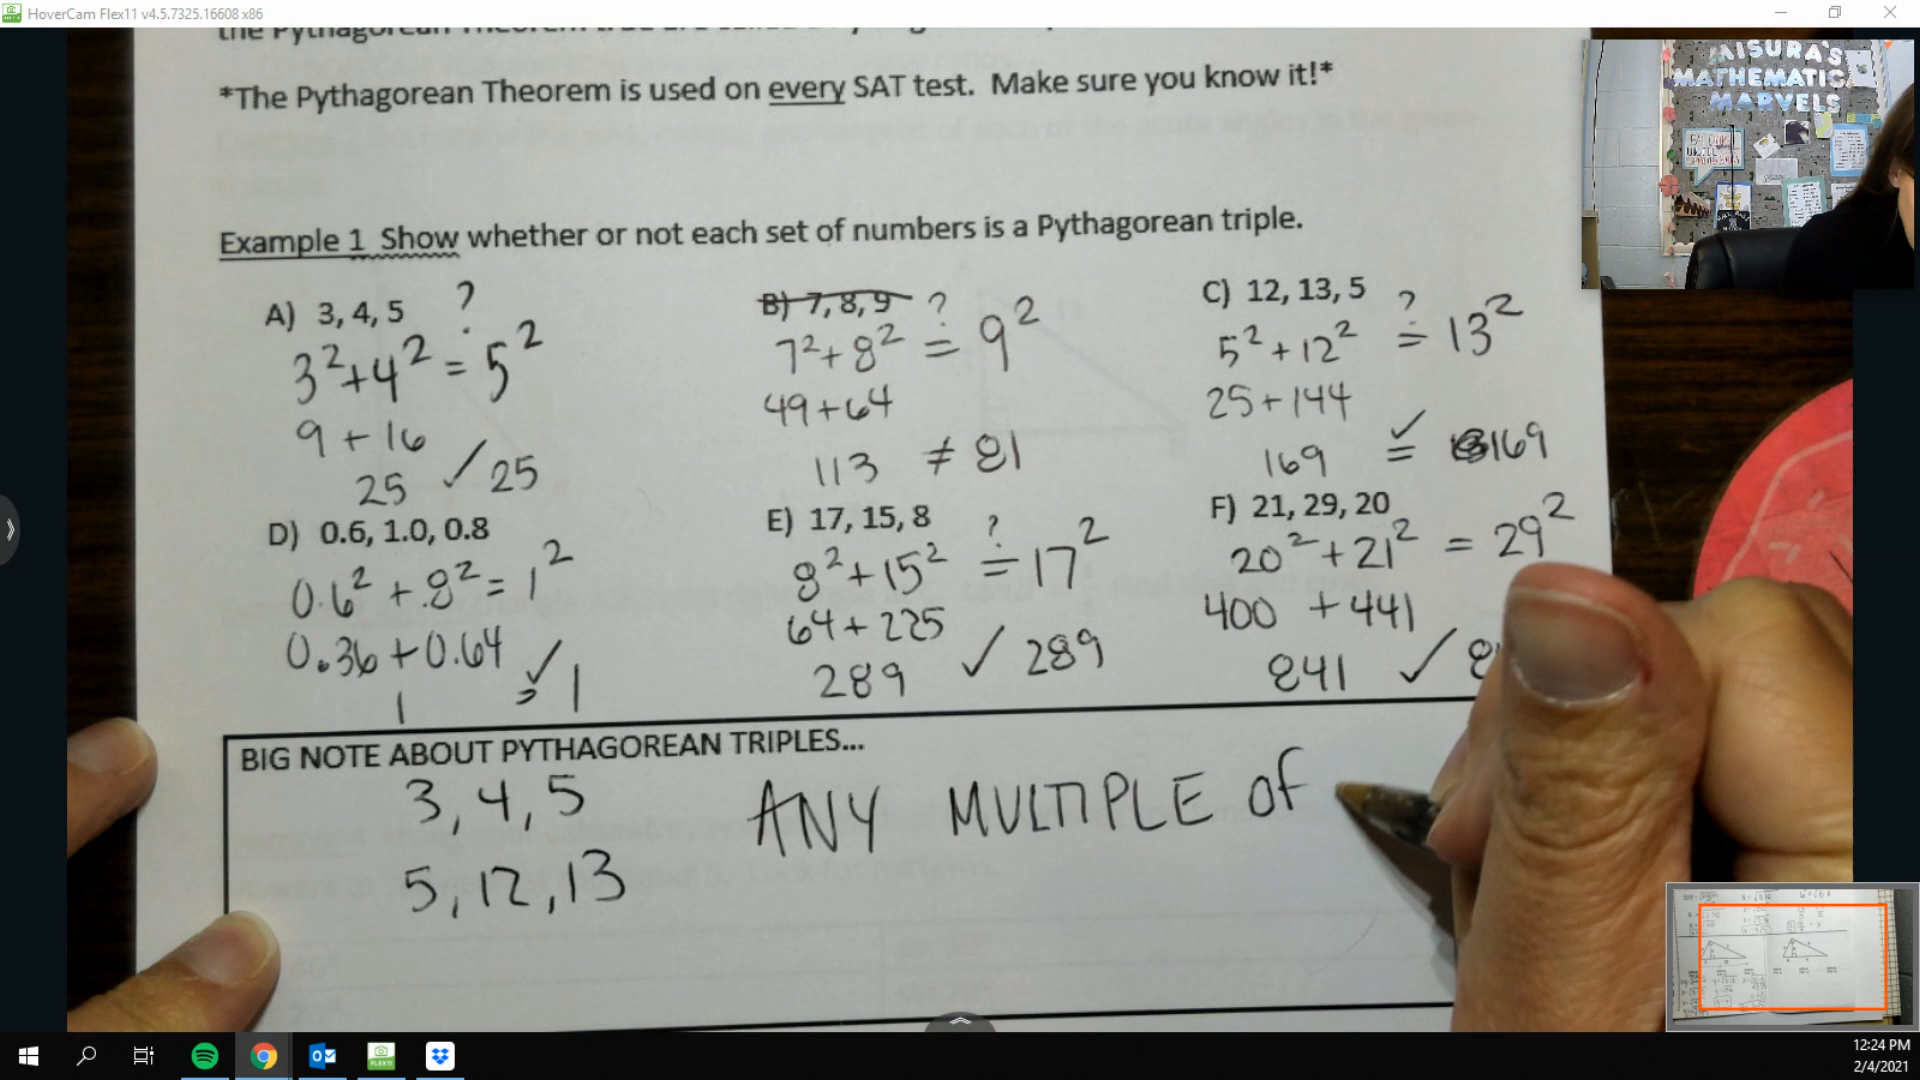 HoverCam Flex11 v4.5.7325.16608 x86
*The Pythagorean Theorem is used on every SAT test. Make sure you know it!*
MISURA'S
MATHEMATIC
MARVELS
Example 1 Show whether or not each set of numbers is a Pythagorean triple.
A) 3, 4, 5 ?
3² + 4² = 5²
9 + 16
25 ✓ 25
B) 7, 8, 9 ?
7² + 8² = 9²
49 + 64
113 ≠ 81
C) 12, 13, 5 ?
5² + 12² = 13²
25 + 144
169 ✓= 169
D) 0.6, 1.0, 0.8
0.6² + .8² = 1²
0.36 + 0.64
1 ✓= 1
E) 17, 15, 8 ?
8² + 15² = 17²
64 + 225
289 ✓ 289
F) 21, 29, 20
20² + 21² = 29²
400 + 441
841 ✓ 8
BIG NOTE ABOUT PYTHAGOREAN TRIPLES...
3, 4, 5 ANY MULTIPLE OF
5, 12, 13
12:24 PM
2/4/2021